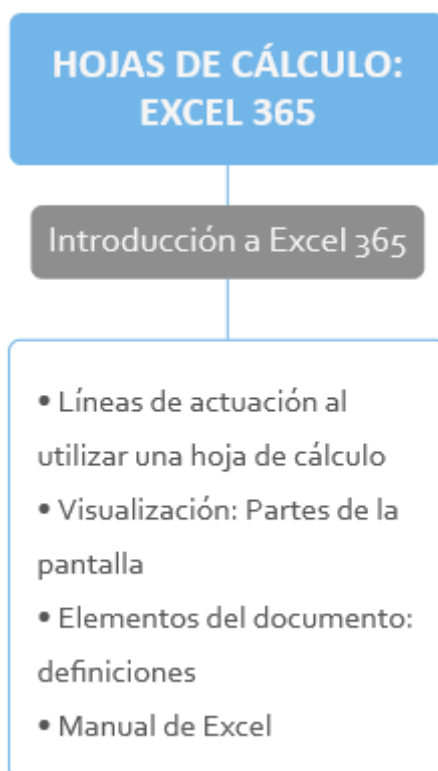 HOJAS DE CÁLCULO:
EXCEL 365
Introducción a Excel 365
• Líneas de actuación al
utilizar una hoja de cálculo
• Visualización: Partes de la
pantalla
• Elementos del documento:
definiciones
• Manual de Excel